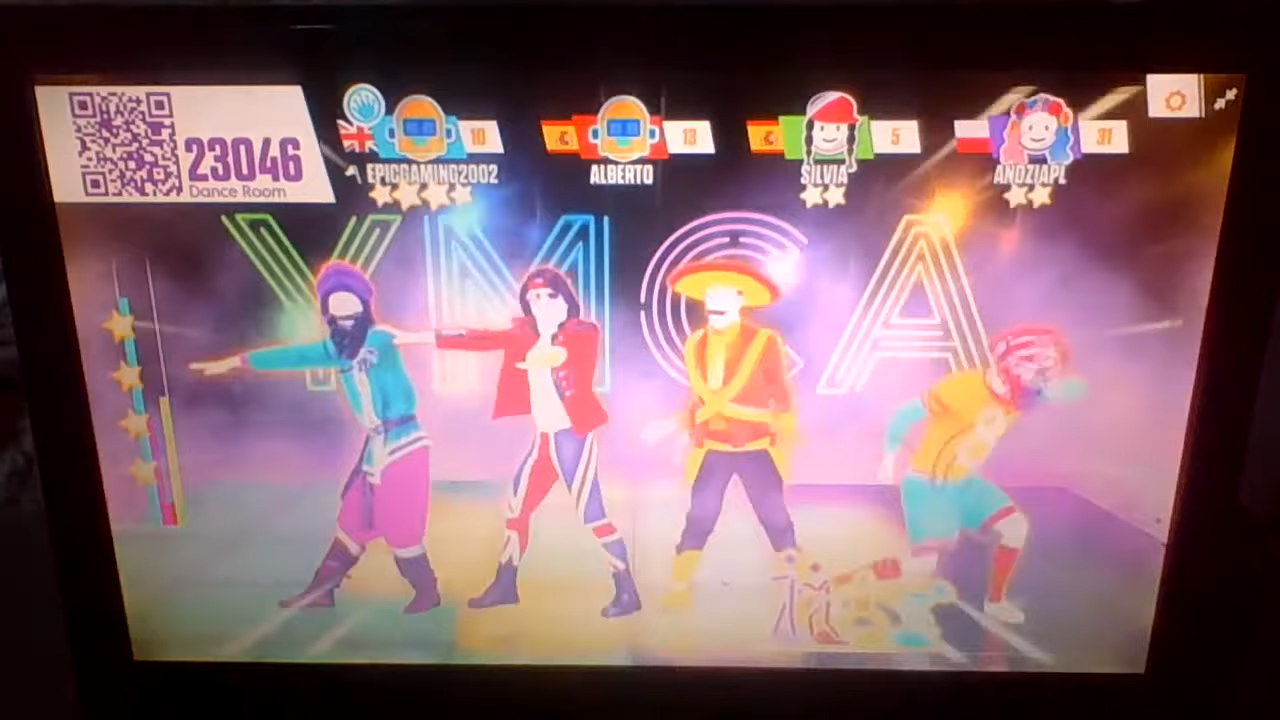 23046
Dance Room
EPICGAMING2002
10
ALBERTO
13
SILVIA
5
ANDZIAPL
31
YMCA